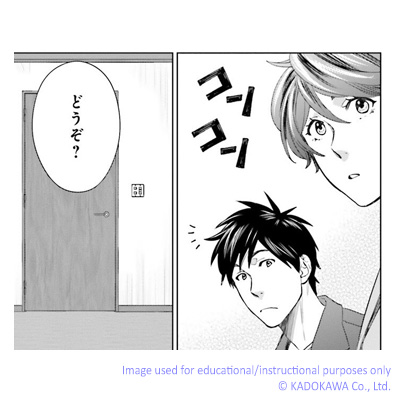 コンコン
どうぞ？
Image used for educational/instructional purposes only
© KADOKAWA Co., Ltd.